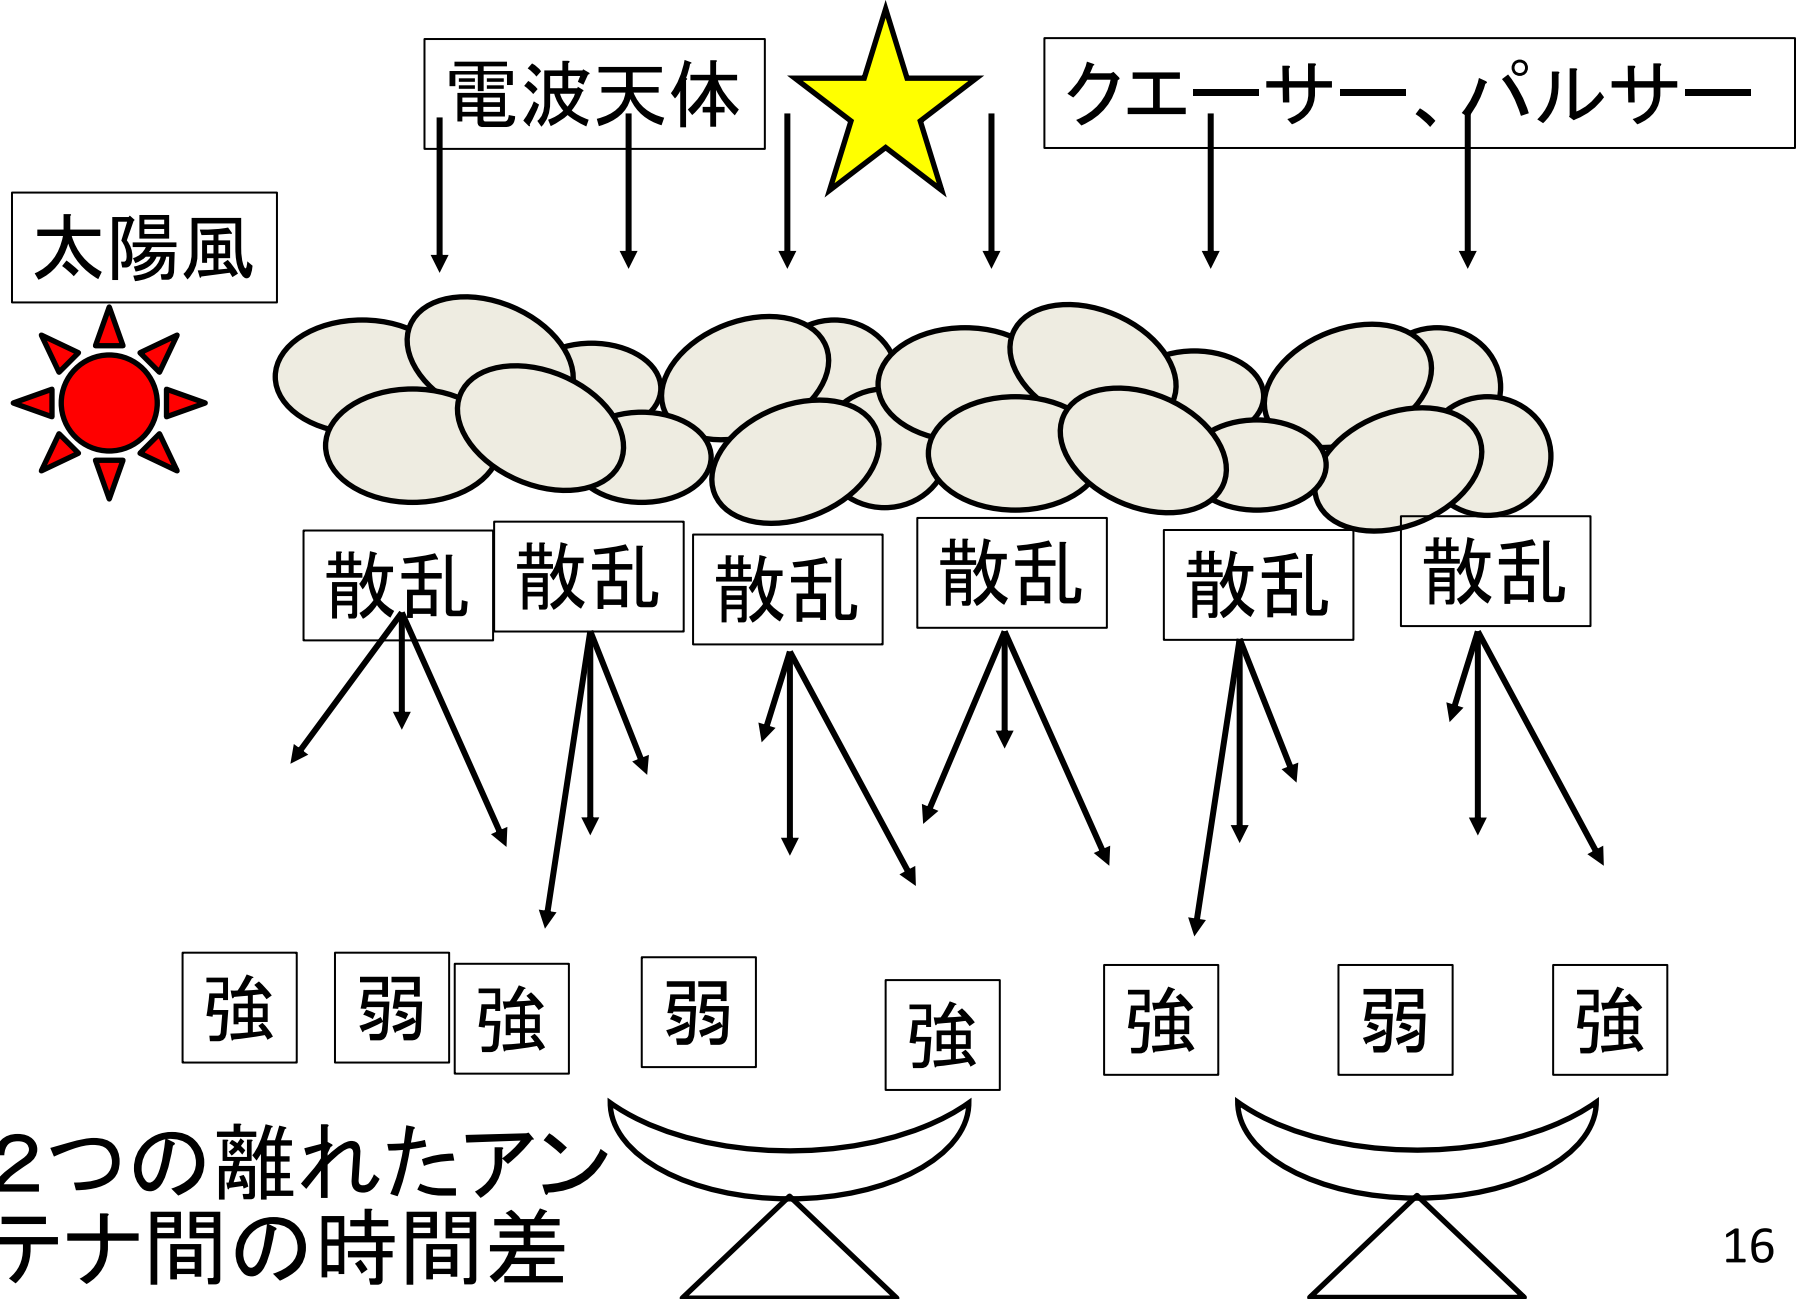 電波天体
クエーサー、パルサー
太陽風
散乱
散乱
散乱
散乱
散乱
散乱
強
弱
強
弱
強
強
弱
強
２つの離れたアン
テナ間の時間差
16